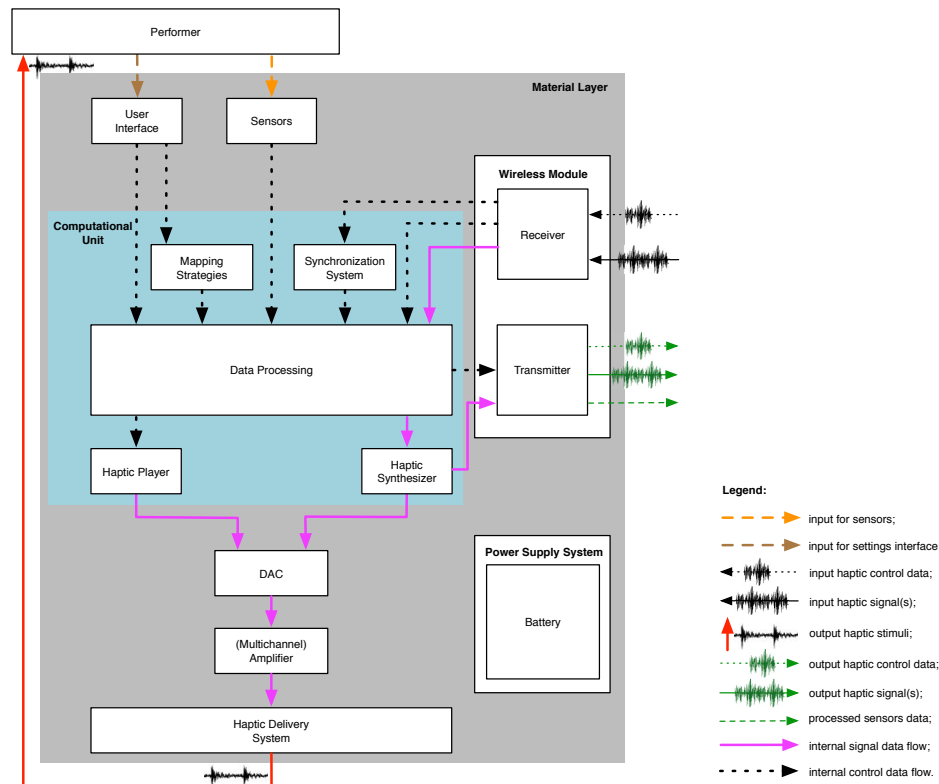 Performer
Material Layer
User
Interface
Sensors
Wireless Module
Receiver
Computational
Unit
Mapping
Strategies
Synchronization
System
Data Processing
Transmitter
Haptic Player
Haptic
Synthesizer
DAC
Power Supply System
Battery
(Multichannel)
Amplifier
Haptic Delivery
System
Legend:
input for sensors;
input for settings interface
input haptic control data;
input haptic signal(s);
output haptic stimuli;
output haptic control data;
output haptic signal(s);
processed sensors data;
internal signal data flow;
internal control data flow.